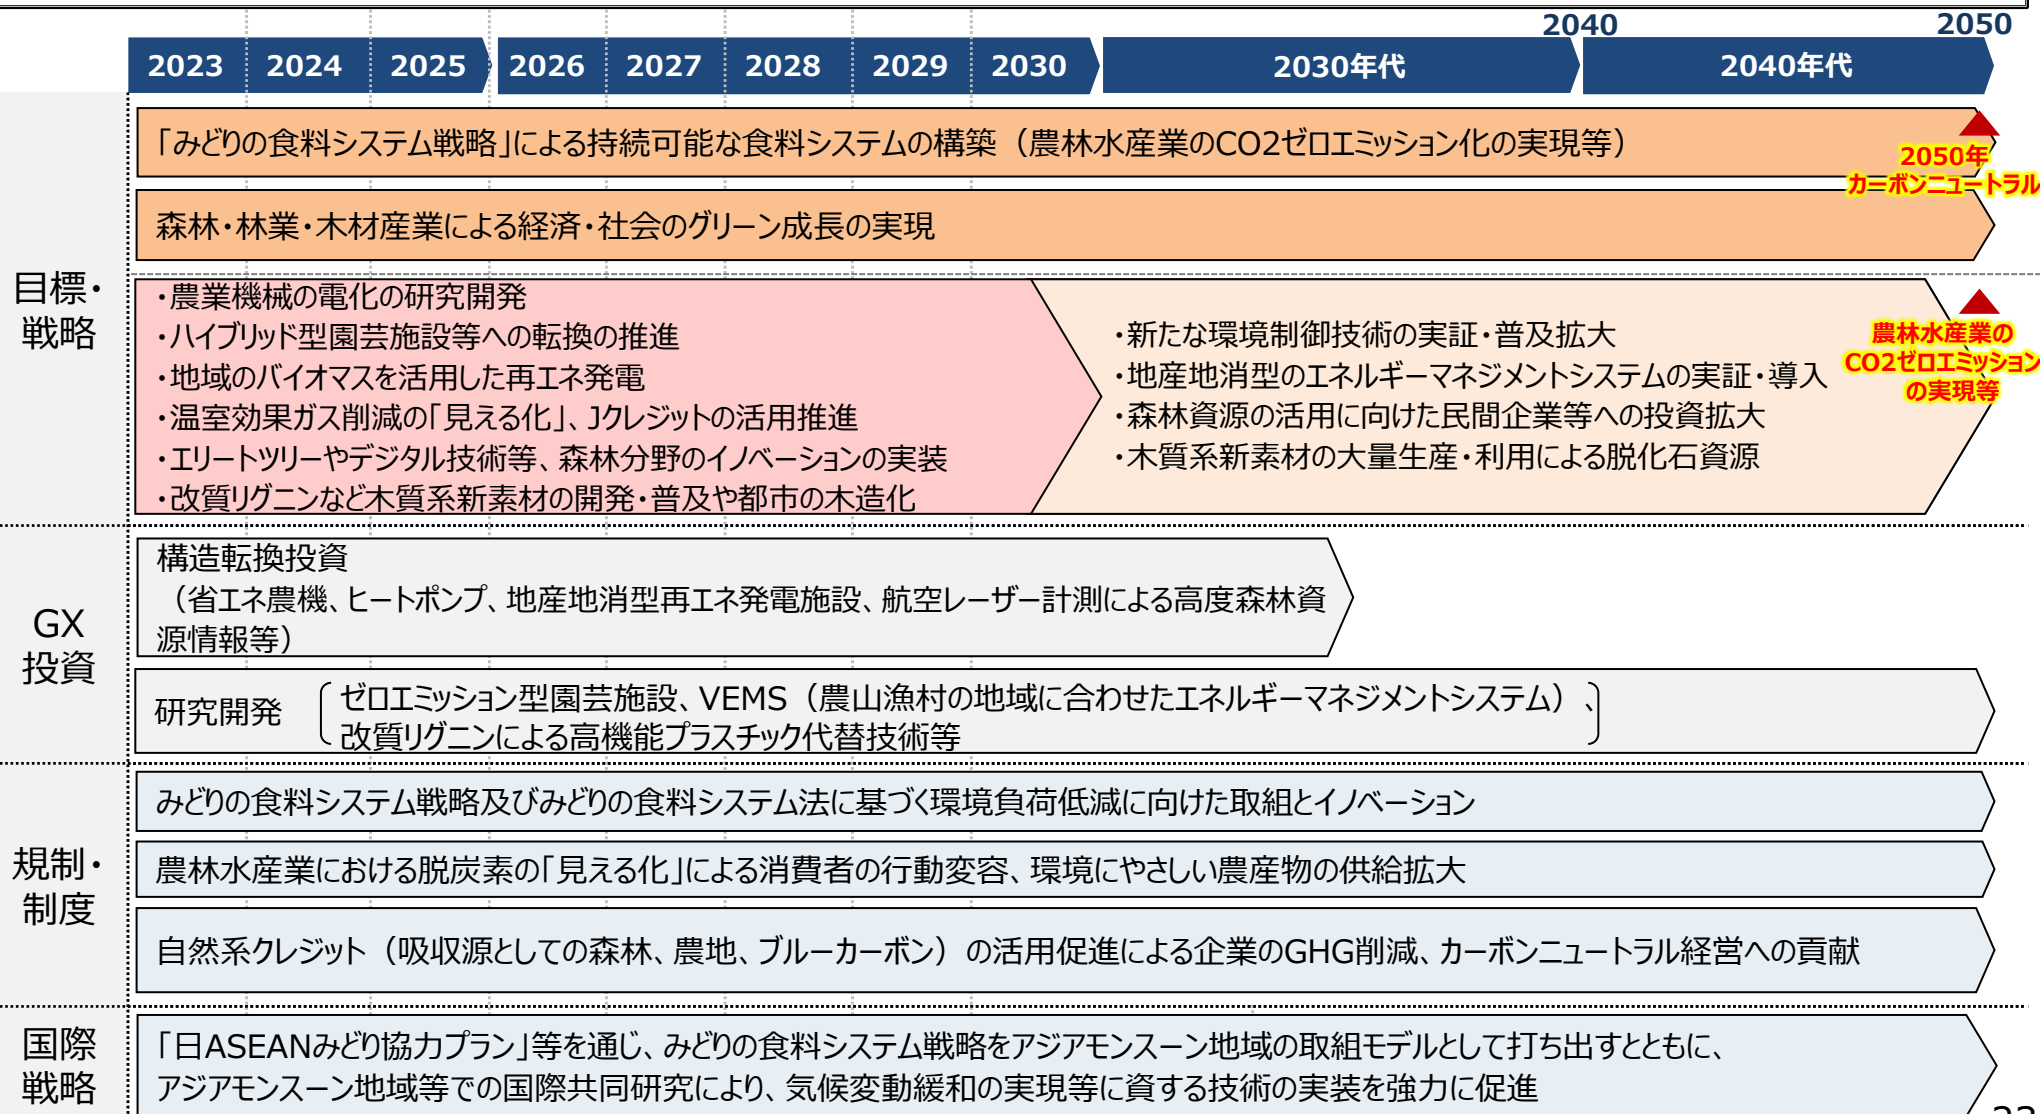 2040
2050
2023
2024
2025
2026
2027
2028
2029
2030
2030年代
2040年代
目標・
戦略
「みどりの食料システム戦略」による持続可能な食料システムの構築（農林水産業のCO2ゼロエミッション化の実現等）
2050年
カーボンニュートラル
森林・林業・木材産業による経済・社会のグリーン成長の実現
・農業機械の電化の研究開発
・ハイブリッド型園芸施設等への転換の推進
・地域のバイオマスを活用した再エネ発電
・温室効果ガス削減の「見える化」、Jクレジットの活用推進
・エリートツリーやデジタル技術等、森林分野のイノベーションの実装
・改質リグニンなど木質系新素材の開発・普及や都市の木造化
・新たな環境制御技術の実証・普及拡大
・地産地消型のエネルギーマネジメントシステムの実証・導入
・森林資源の活用に向けた民間企業等への投資拡大
・木質系新素材の大量生産・利用による脱化石資源
農林水産業の
CO2ゼロエミッション
の実現等
GX
投資
構造転換投資
（省エネ農機、ヒートポンプ、地産地消型再エネ発電施設、航空レーザー計測による高度森林資
源情報等）
研究開発
ゼロエミッション型園芸施設、VEMS（農山漁村の地域に合わせたエネルギーマネジメントシステム）、
改質リグニンによる高機能プラスチック代替技術等
規制・
制度
みどりの食料システム戦略及びみどりの食料システム法に基づく環境負荷低減に向けた取組とイノベーション
農林水産業における脱炭素の「見える化」による消費者の行動変容、環境にやさしい農産物の供給拡大
自然系クレジット（吸収源としての森林、農地、ブルーカーボン）の活用促進による企業のGHG削減、カーボンニュートラル経営への貢献
国際
戦略
「日ASEANみどり協力プラン」等を通じ、みどりの食料システム戦略をアジアモンスーン地域の取組モデルとして打ち出すとともに、
アジアモンスーン地域等での国際共同研究により、気候変動緩和の実現等に資する技術の実装を強力に促進